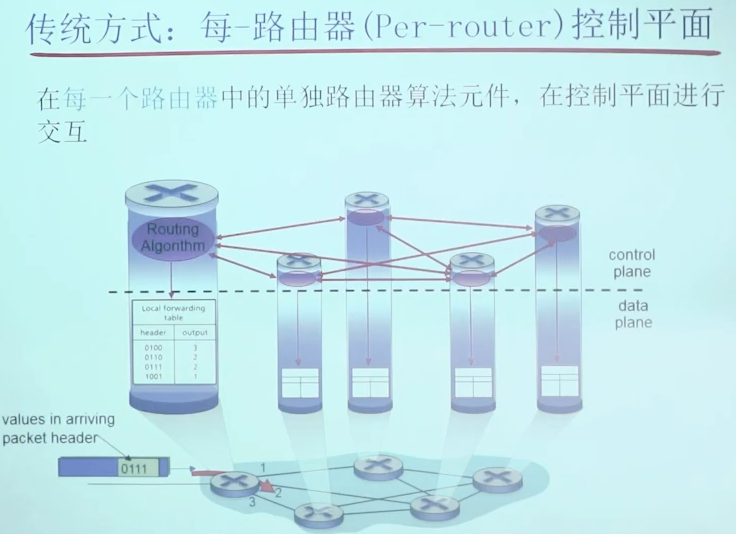 传统方式：每-路由器(Per-router)控制平面
在每一个路由器中的单独路由器算法元件，在控制平面进行
交互
Routing
Algorithm
control
plane
data
plane
Local forwarding
table
header output
0100 3
0110 2
0111 2
1001 1
values in arriving
packet header
0111
1
2
3